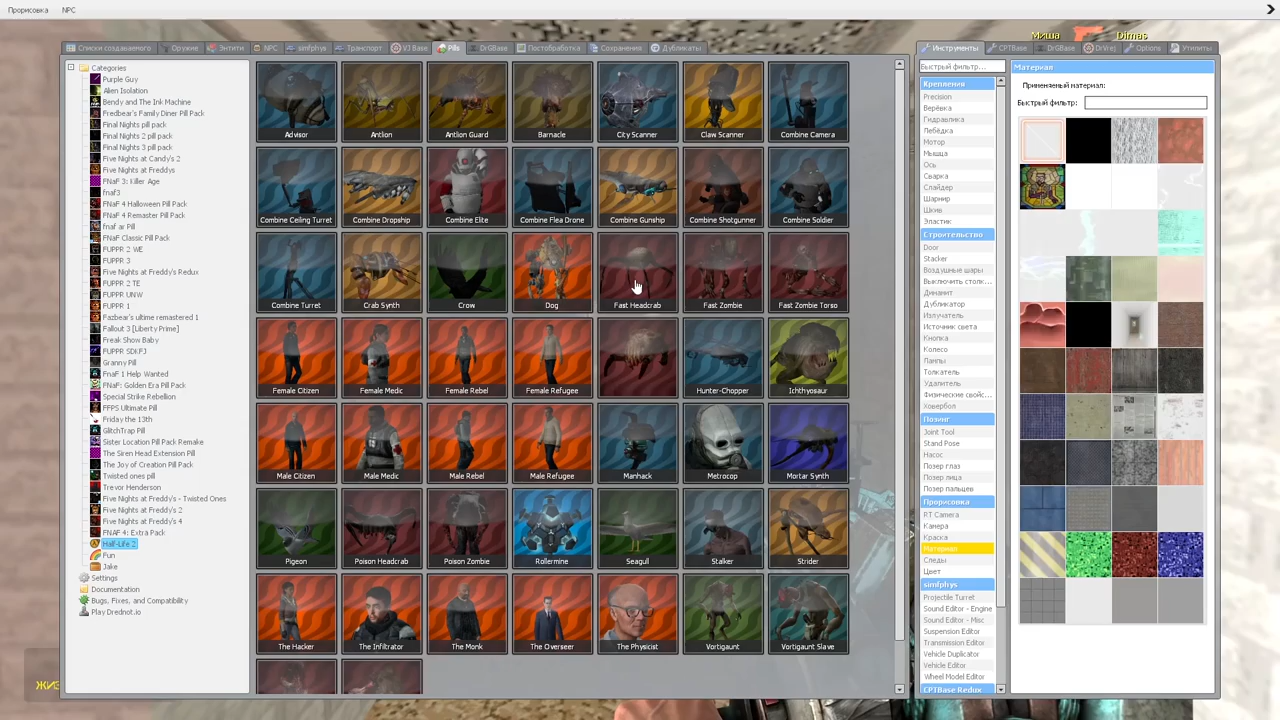 Прорисовка NPC
Миша Dimas
Списки создаваемого Оружие Энтити NPC simfphys Транспорт VJ Base Pills DrGBase Постобработка Сохранения Дубликаты
Categories
Purple Guy
Alien Isolation
Bendy and The Ink Machine
Fredbear's Family Diner Pill Pack
Final Nights pill pack
Final Nights 2 pill pack
Final Nights 3 pill pack
Five Nights at Candy's 2
Five Nights at Freddys
FNaF 3: Killer Age
fnaf3
FNAF 4 Halloween Pill Pack
FNAF 4 Remaster Pill Pack
fnaf ar Pill
FNaF Classic Pill Pack
FUPPR 2 WE
FUPPR 3
Five Nights at Freddy's Redux
FUPPR 2 TE
FUPPR UNW
FUPPR 1
Fazbear's ultime remastered 1
Fallout 3 [Liberty Prime]
Freak Show Baby
FUPPR SD&FJ
Granny Pill
FnaF 1 Help Wanted
FNaF: Golden Era Pill Pack
Special Strike Rebellion
FFPS Ultimate Pill
Friday the 13th
GlitchTrap Pill
Sister Location Pill Pack Remake
The Siren Head Extension Pill
The Joy of Creation Pill Pack
Twisted ones pill
Trevor Henderson
Five Nights at Freddy's - Twisted Ones
Five Nights at Freddy's 2
Five Nights at Freddy's 4
FNAF 4: Extra Pack
Half-Life 2
Fun
Jake
Settings
Documentation
Bugs, Fixes, and Compatibility
Play Drednot.io
Advisor Antlion Antlion Guard Barnacle City Scanner Claw Scanner Combine Camera
Combine Ceiling Turret Combine Dropship Combine Elite Combine Flea Drone Combine Gunship Combine Shotgunner Combine Soldier
Combine Turret Crab Synth Crow Dog Fast Headcrab Fast Zombie Fast Zombie Torso
Female Citizen Female Medic Female Rebel Female Refugee Hunter-Chopper Ichthyosaur
Male Citizen Male Medic Male Rebel Male Refugee Manhack Metrocop Mortar Synth
Pigeon Poison Headcrab Poison Zombie Rollermine Seagull Stalker Strider
The Hacker The Infiltrator The Monk The Overseer The Physicist Vortigaunt Vortigaunt Slave
Инструменты CPTBase DrGBase DrVrej Options Утилиты
Быстрый фильтр...
Крепления
Precision
Верёвка
Гидравлика
Лебёдка
Мотор
Мышца
Ось
Сварка
Слайдер
Шарнир
Шкив
Эластик
Строительство
Door
Stacker
Воздушные шары
Выключить столк...
Динамит
Дубликатор
Излучатель
Источник света
Кнопка
Колесо
Лампы
Толкатель
Удалитель
Физические свойс...
Ховербол
Позинг
Joint Tool
Stand Pose
Насос
Позер глаз
Позер лица
Позер пальцев
Прорисовка
RT Camera
Камера
Краска
Материал
Следы
Цвет
simfphys
Projectile Turret
Sound Editor - Engine
Sound Editor - Misc
Suspension Editor
Transmission Editor
Vehicle Duplicator
Vehicle Editor
Wheel Model Editor
CPTBase Redux
Материал
Применяемый материал:
Быстрый фильтр: